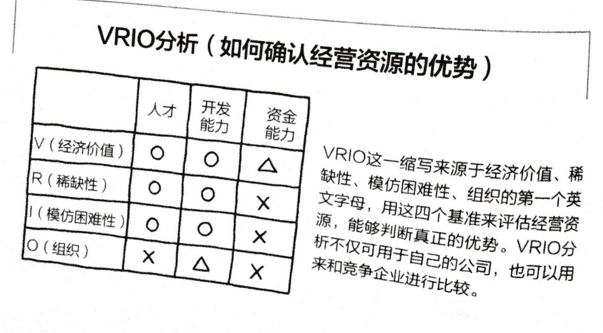 VRIO分析（如何确认经营资源的优势）
人才 开发能力 资金能力
V（经济价值） ○ ○ △
R（稀缺性） ○ ○ ×
I（模仿困难性） ○ ○ ×
O（组织） × △ ×
VRIO这一缩写来源于经济价值、稀
缺性、模仿困难性、组织的第一个英
文字母，用这四个基准来评估经营资
源，能够判断真正的优势。VRIO分
析不仅可用于自己的公司，也可以用
来和竞争企业进行比较。